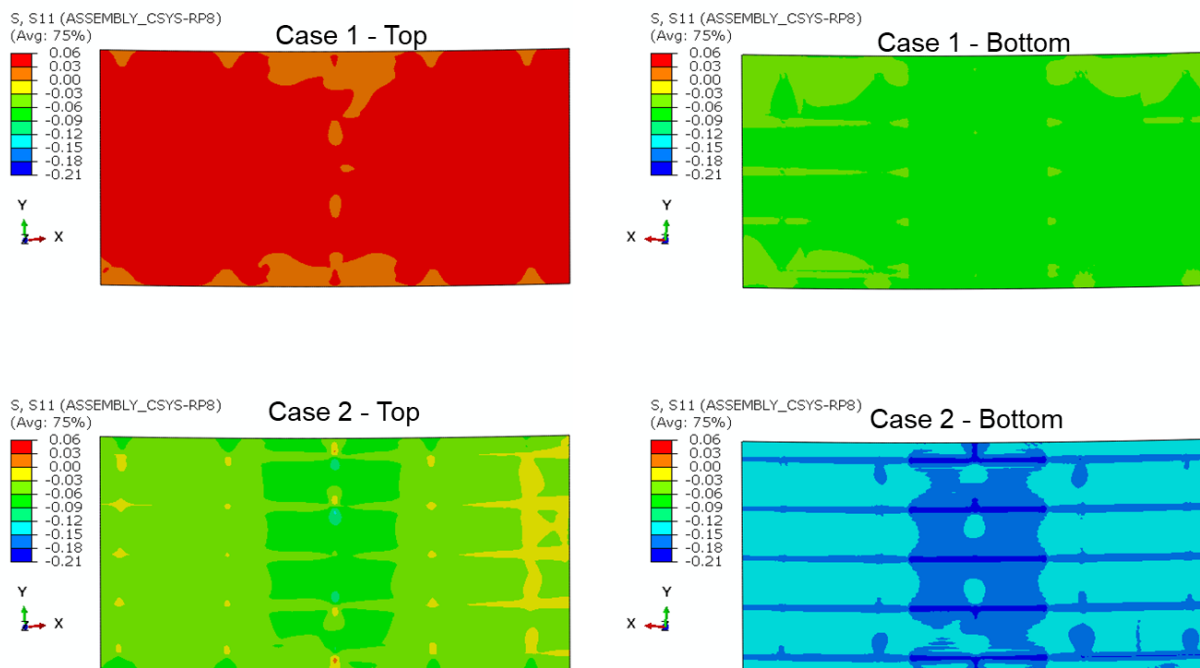 S, S11 (ASSEMBLY_CSYS-RP8)
(Avg: 75%)
0.06
0.03
0.00
-0.03
-0.06
-0.09
-0.12
-0.15
-0.18
-0.21
Case 1 - Top
Y
X
S, S11 (ASSEMBLY_CSYS-RP8)
(Avg: 75%)
0.06
0.03
0.00
-0.03
-0.06
-0.09
-0.12
-0.15
-0.18
-0.21
Case 1 - Bottom
Y
X
S, S11 (ASSEMBLY_CSYS-RP8)
(Avg: 75%)
0.06
0.03
0.00
-0.03
-0.06
-0.09
-0.12
-0.15
-0.18
-0.21
Case 2 - Top
Y
X
S, S11 (ASSEMBLY_CSYS-RP8)
(Avg: 75%)
0.06
0.03
0.00
-0.03
-0.06
-0.09
-0.12
-0.15
-0.18
-0.21
Case 2 - Bottom
Y
X